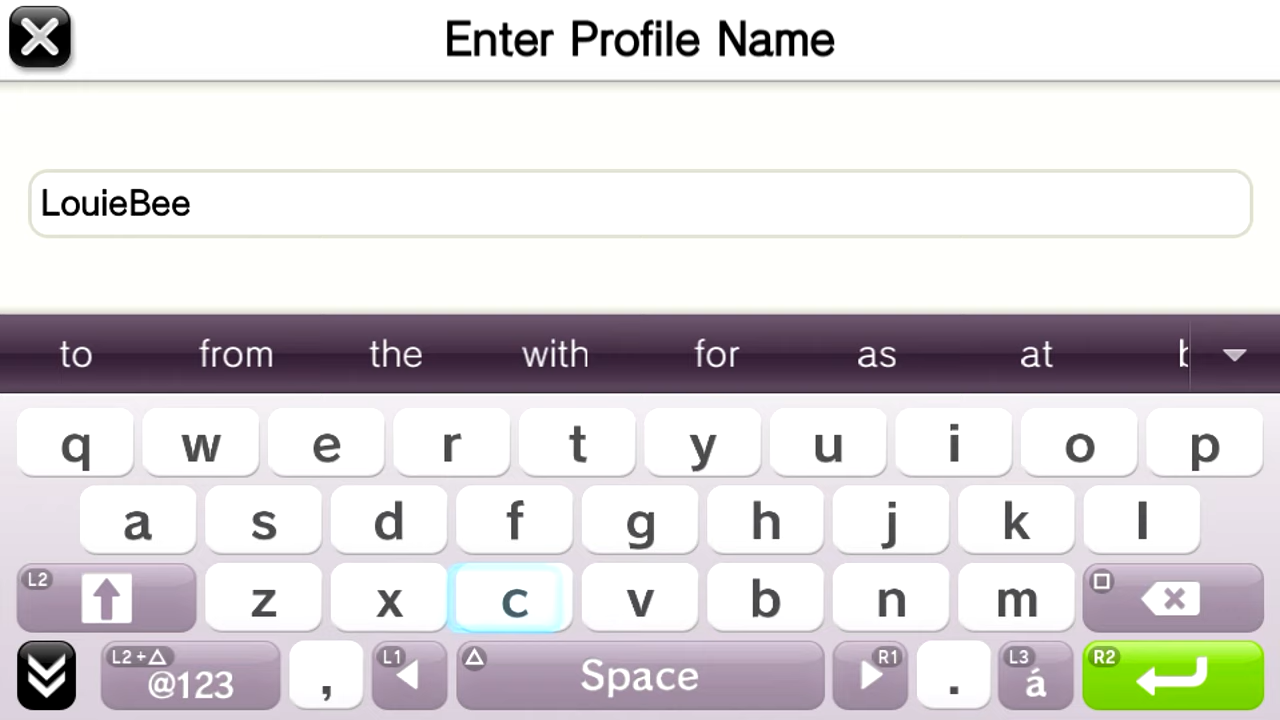 Enter Profile Name
LouieBee
to from the with for as at
q w e r t y u i o p
a s d f g h j k l
L2 z x c v b n m
L2 + △ @123 , L1 △ Space R1 . L3 á R2